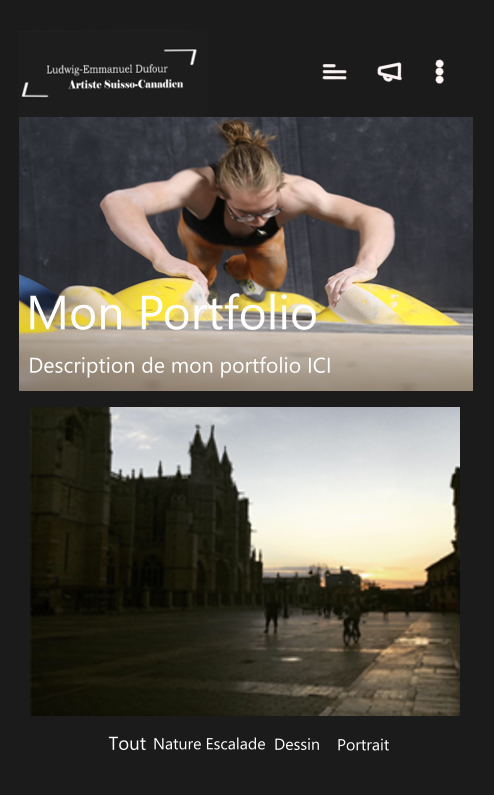 Ludwig-Emmanuel Dufour
Artiste Suisso-Canadien
Mon Portfolio
Description de mon portfolio ICI
Tout Nature Escalade Dessin Portrait